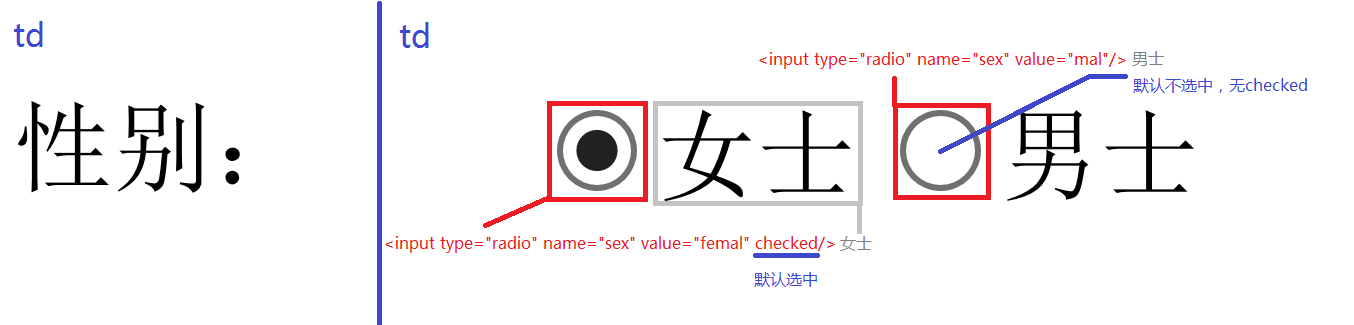 td
td
<input type="radio" name="sex" value="mal"/> 男士
默认不选中，无checked
性别： 女士 男士
<input type="radio" name="sex" value="femal" checked/> 女士
默认选中